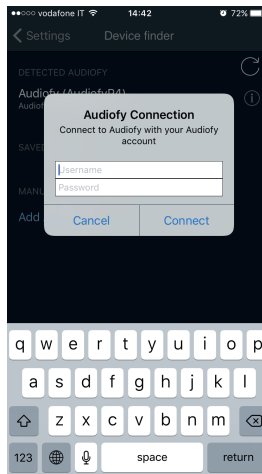 vodafone IT 14:42 72%
Settings Device finder
DETECTED AUDIOFY
Audiofy (AudiofyR4)
Audiofy Connection
Connect to Audiofy with your Audiofy
account
Username
Password
Cancel Connect
Add
q w e r t y u i o p
a s d f g h j k l
z x c v b n m
123 space return